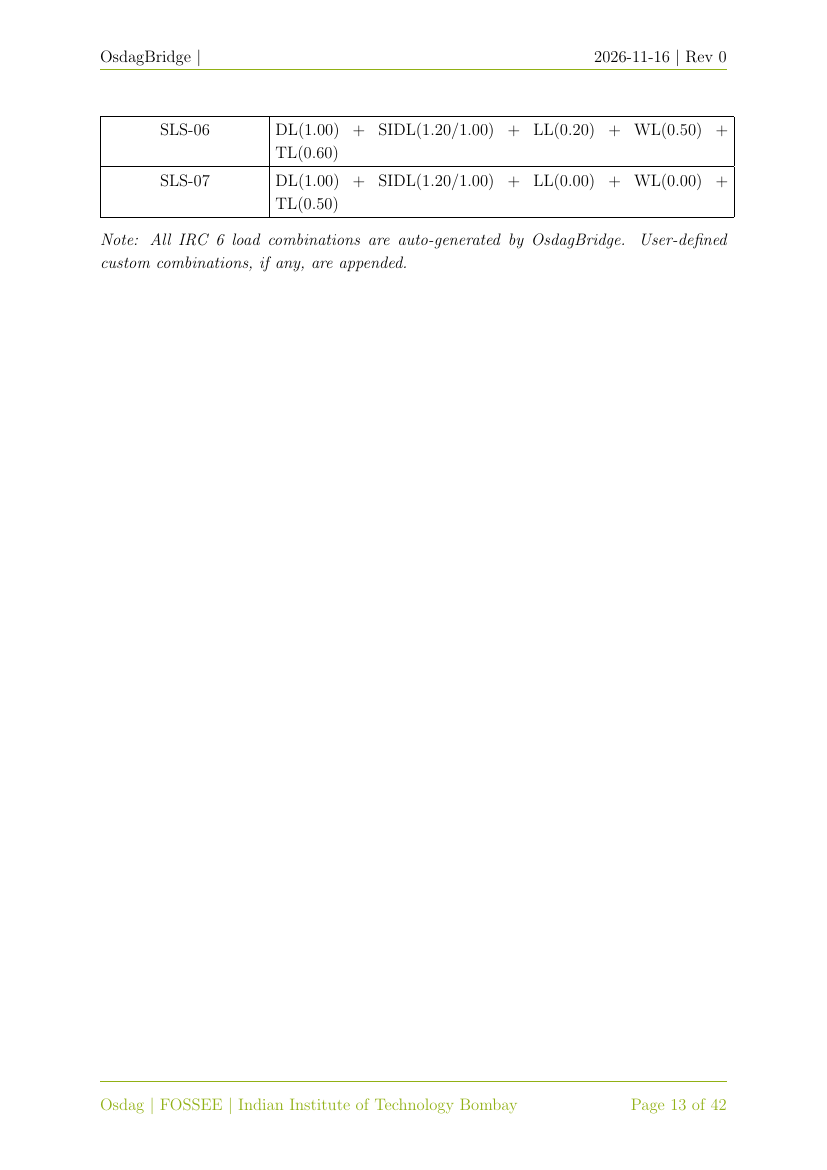 OsdagBridge | 2026-11-16 | Rev 0
SLS-06 DL(1.00) + SIDL(1.20/1.00) + LL(0.20) + WL(0.50) +
TL(0.60)
SLS-07 DL(1.00) + SIDL(1.20/1.00) + LL(0.00) + WL(0.00) +
TL(0.50)
Note: All IRC 6 load combinations are auto-generated by OsdagBridge. User-defined
custom combinations, if any, are appended.
Osdag | FOSSEE | Indian Institute of Technology Bombay Page 13 of 42